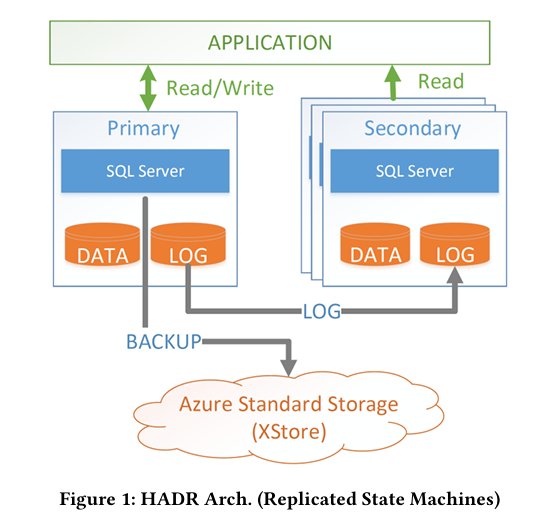 APPLICATION
Read/Write
Read
Primary
SQL Server
DATA
LOG
Secondary
SQL Server
DATA
LOG
LOG
BACKUP
Azure Standard Storage
(XStore)
Figure 1: HADR Arch. (Replicated State Machines)